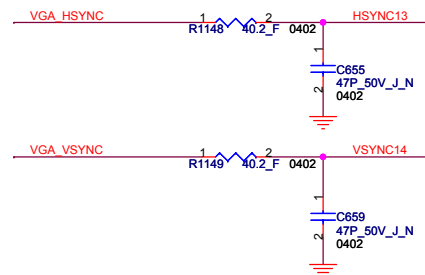 VGA_HSYNC 1 2 HSYNC13
R1148 40.2_F 0402
1
C655
47P_50V_J_N
2
0402
VGA_VSYNC 1 2 VSYNC14
R1149 40.2_F 0402
1
C659
47P_50V_J_N
2
0402